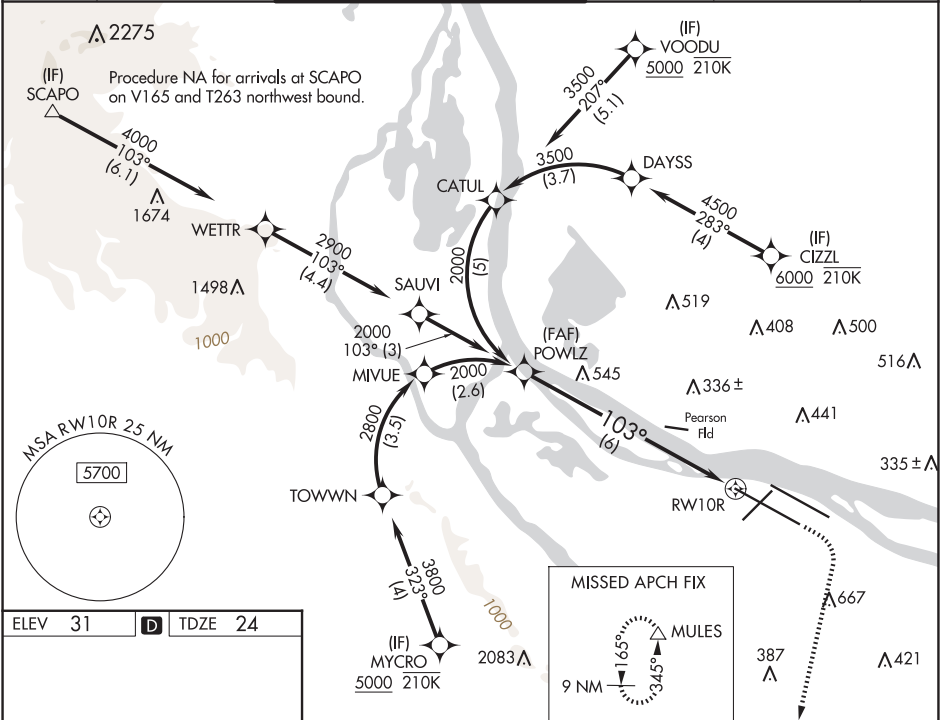 2275
(IF)
SCAPO
Procedure NA for arrivals at SCAPO
on V165 and T263 northwest bound.
(IF)
VOODU
5000 210K
3500
207°
(5.1)
4000
103°
(6.1)
1674
3500
(3.7)
DAYSS
CATUL
4500
283°
(4)
(IF)
CIZZL
6000 210K
WETTR
2900
103°
(4.4)
1498
1000
2000
(5)
SAUVI
2000
103° (3)
519
408
500
516
(FAF)
POWLZ
545
MIVUE
2000
(2.6)
336 ±
441
335 ±
Pearson
Fld
103°
(6)
RW10R
2800
(3.5)
TOWWN
MSA RW10R 25 NM
5700
3800
323°
(4)
1000
(IF)
MYCRO
5000 210K
2083
MISSED APCH FIX
MULES
165°
345°
9 NM
667
387
421
ELEV 31 D TDZE 24